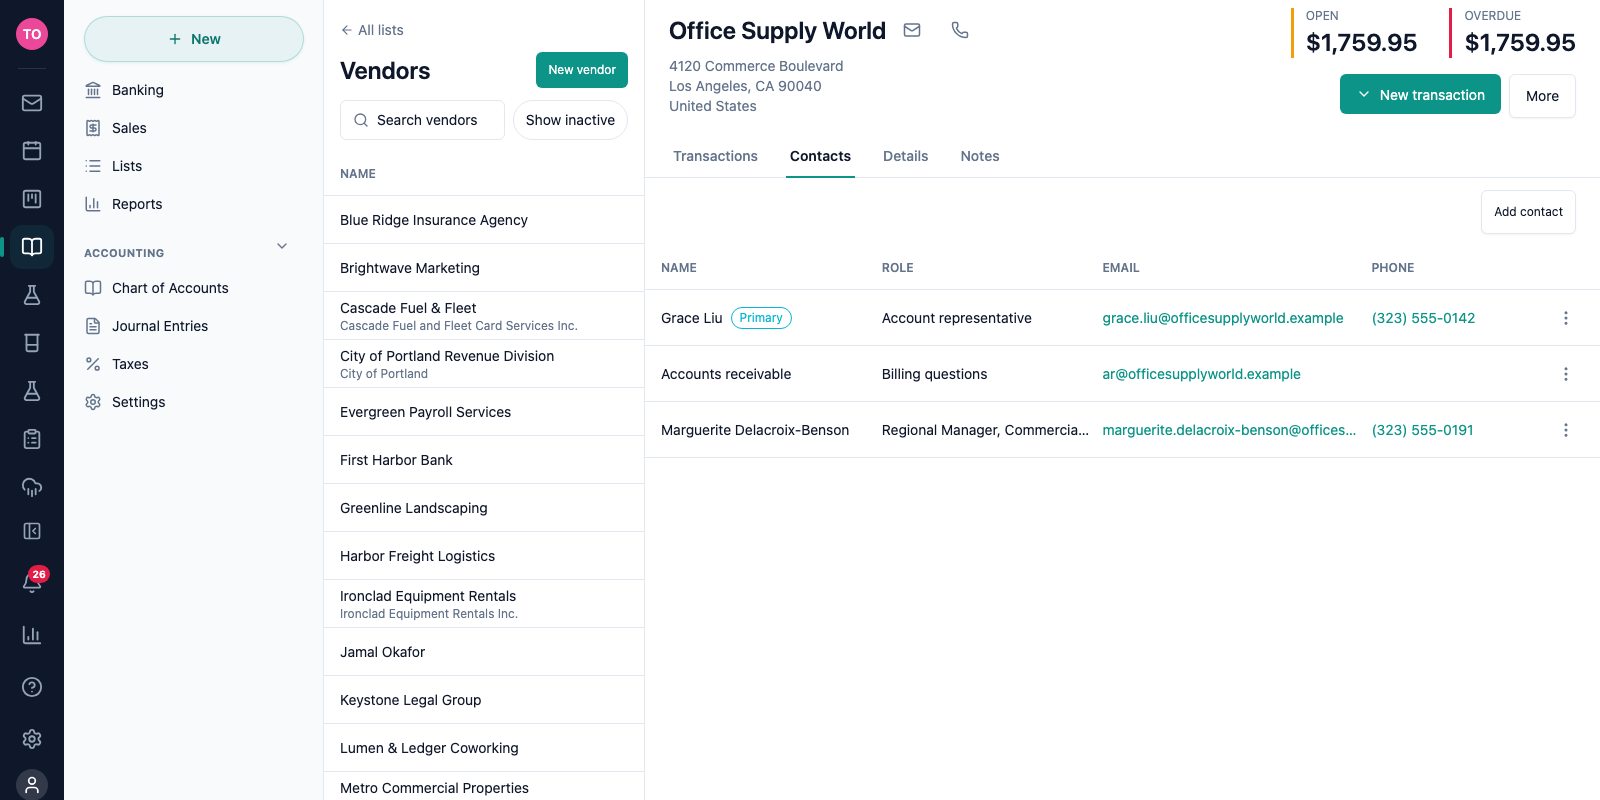 TO
New
Banking
Sales
Lists
Reports
ACCOUNTING
Chart of Accounts
Journal Entries
Taxes
Settings
26
All lists
Vendors
New vendor
Search vendors
Show inactive
NAME
Blue Ridge Insurance Agency
Brightwave Marketing
Cascade Fuel & Fleet
Cascade Fuel and Fleet Card Services Inc.
City of Portland Revenue Division
City of Portland
Evergreen Payroll Services
First Harbor Bank
Greenline Landscaping
Harbor Freight Logistics
Ironclad Equipment Rentals
Ironclad Equipment Rentals Inc.
Jamal Okafor
Keystone Legal Group
Lumen & Ledger Coworking
Metro Commercial Properties
Office Supply World
4120 Commerce Boulevard
Los Angeles, CA 90040
United States
OPEN
$1,759.95
OVERDUE
$1,759.95
New transaction
More
Transactions Contacts Details Notes
Add contact
NAME ROLE EMAIL PHONE
Grace Liu Primary Account representative grace.liu@officesupplyworld.example (323) 555-0142
Accounts receivable Billing questions ar@officesupplyworld.example
Marguerite Delacroix-Benson Regional Manager, Commercia... marguerite.delacroix-benson@offices... (323) 555-0191